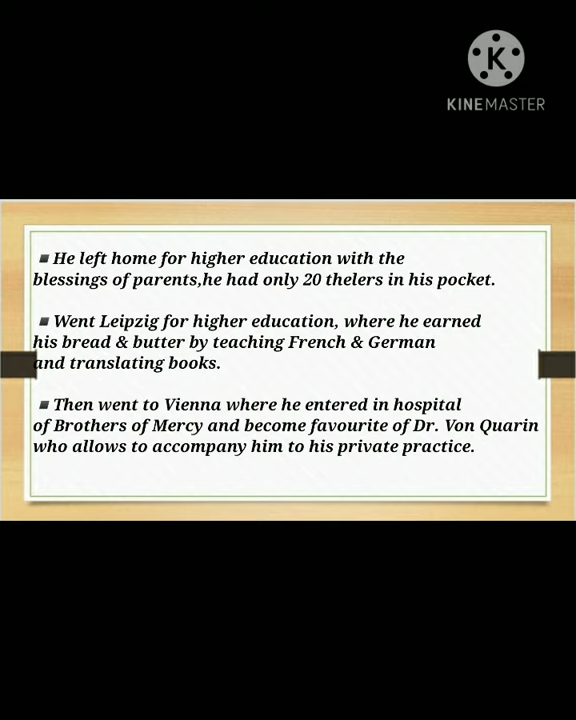 K
KINEMASTER
▪He left home for higher education with the
blessings of parents,he had only 20 thelers in his pocket.
▪Went Leipzig for higher education, where he earned
his bread & butter by teaching French & German
and translating books.
▪Then went to Vienna where he entered in hospital
of Brothers of Mercy and become favourite of Dr. Von Quarin
who allows to accompany him to his private practice.